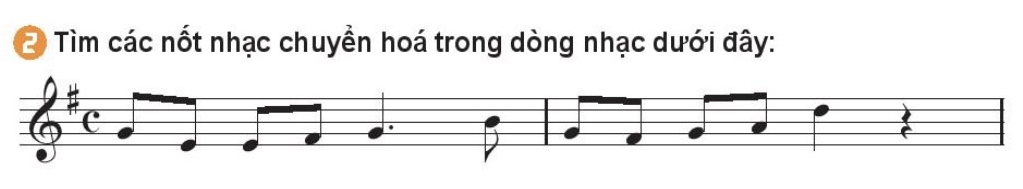 2 Tìm các nốt nhạc chuyển hoá trong dòng nhạc dưới đây: